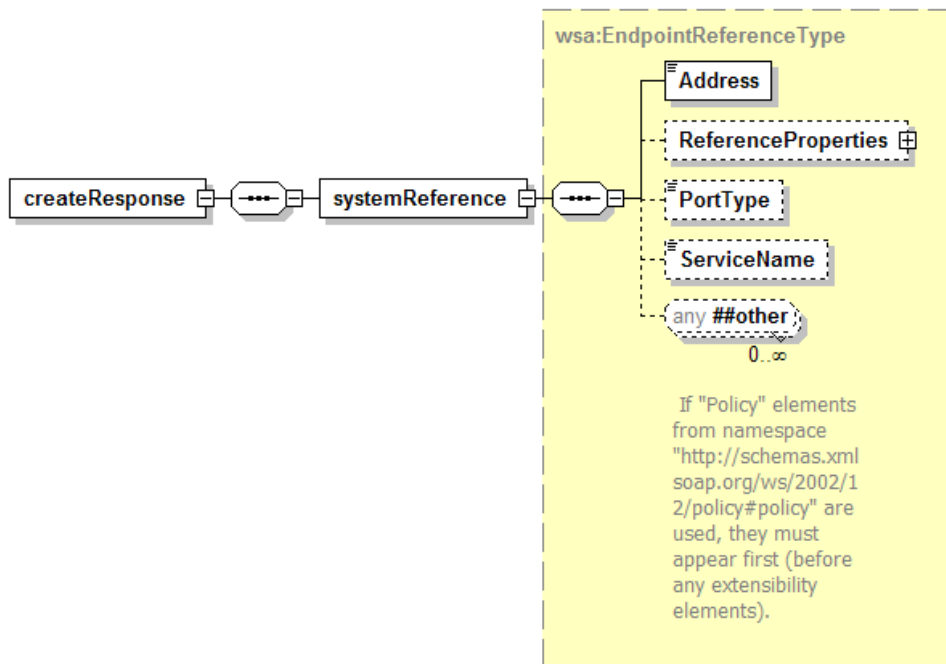 wsa:EndpointReferenceType
Address
ReferenceProperties
createResponse
systemReference
PortType
ServiceName
any ##other
0..∞
If "Policy" elements
from namespace
"http://schemas.xml
soap.org/ws/2002/1
2/policy#policy" are
used, they must
appear first (before
any extensibility
elements).